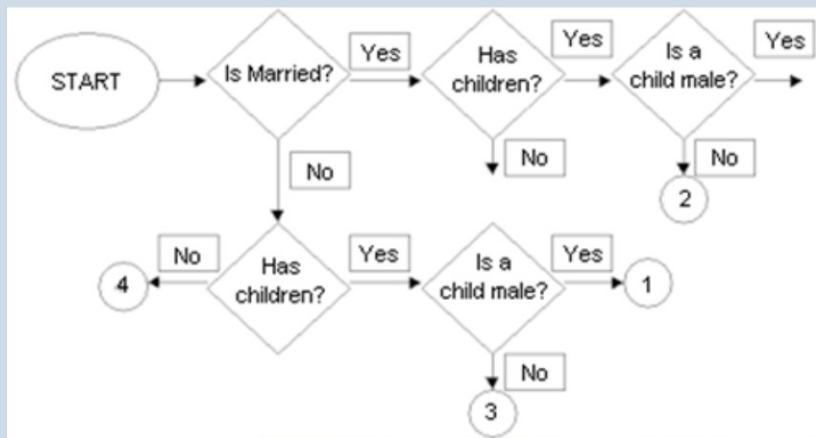 START
Is Married?
Yes
Has
children?
Yes
Is a
child male?
Yes
No
No
No
2
4
No
Has
children?
Yes
Is a
child male?
Yes
1
No
3